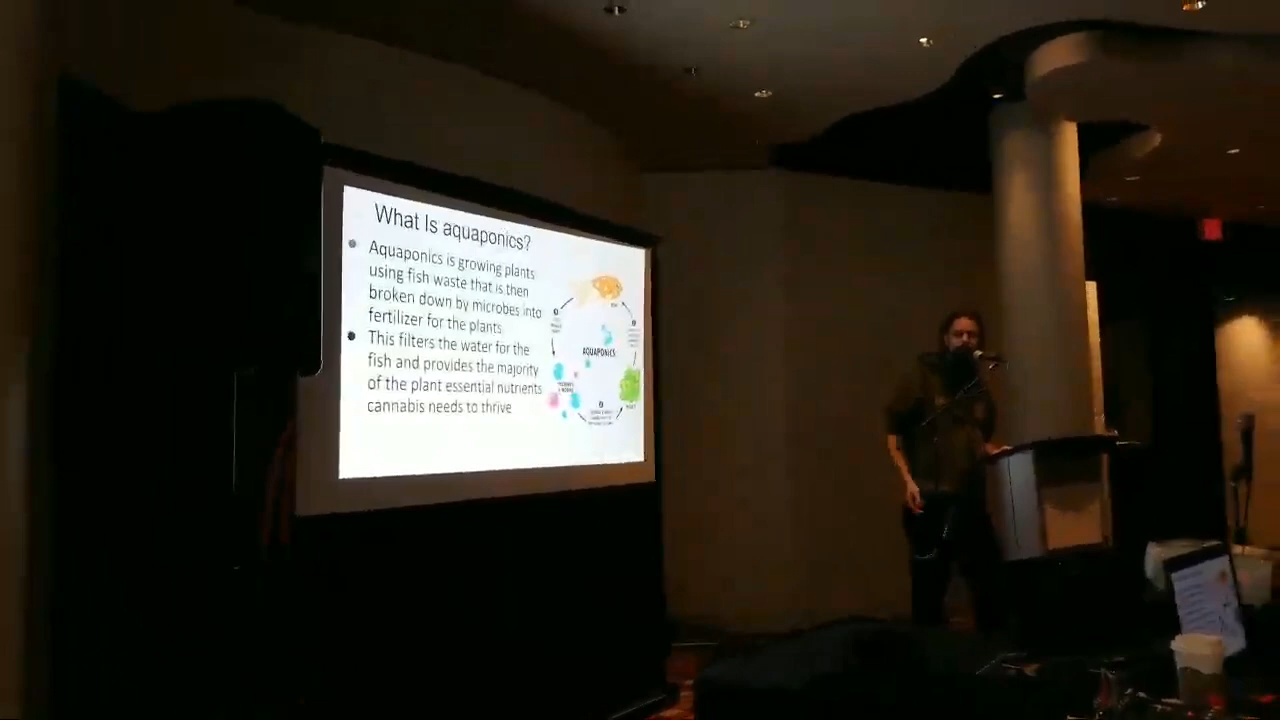 What Is aquaponics?
Aquaponics is growing plants
using fish waste that is then
broken down by microbes into
fertilizer for the plants
This filters the water for the
fish and provides the majority
of the plant essential nutrients
cannabis needs to thrive
AQUAPONICS